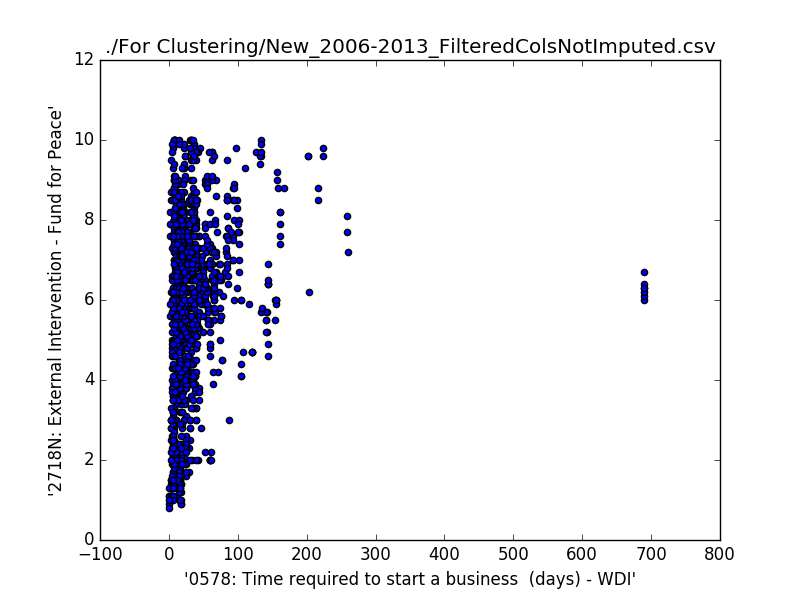 ./For Clustering/New_2006-2013_FilteredColsNotImputed.csv
12
10
8
6
4
2
0
'2718N: External Intervention - Fund for Peace'
−100 0 100 200 300 400 500 600 700 800
'0578: Time required to start a business  (days) - WDI'